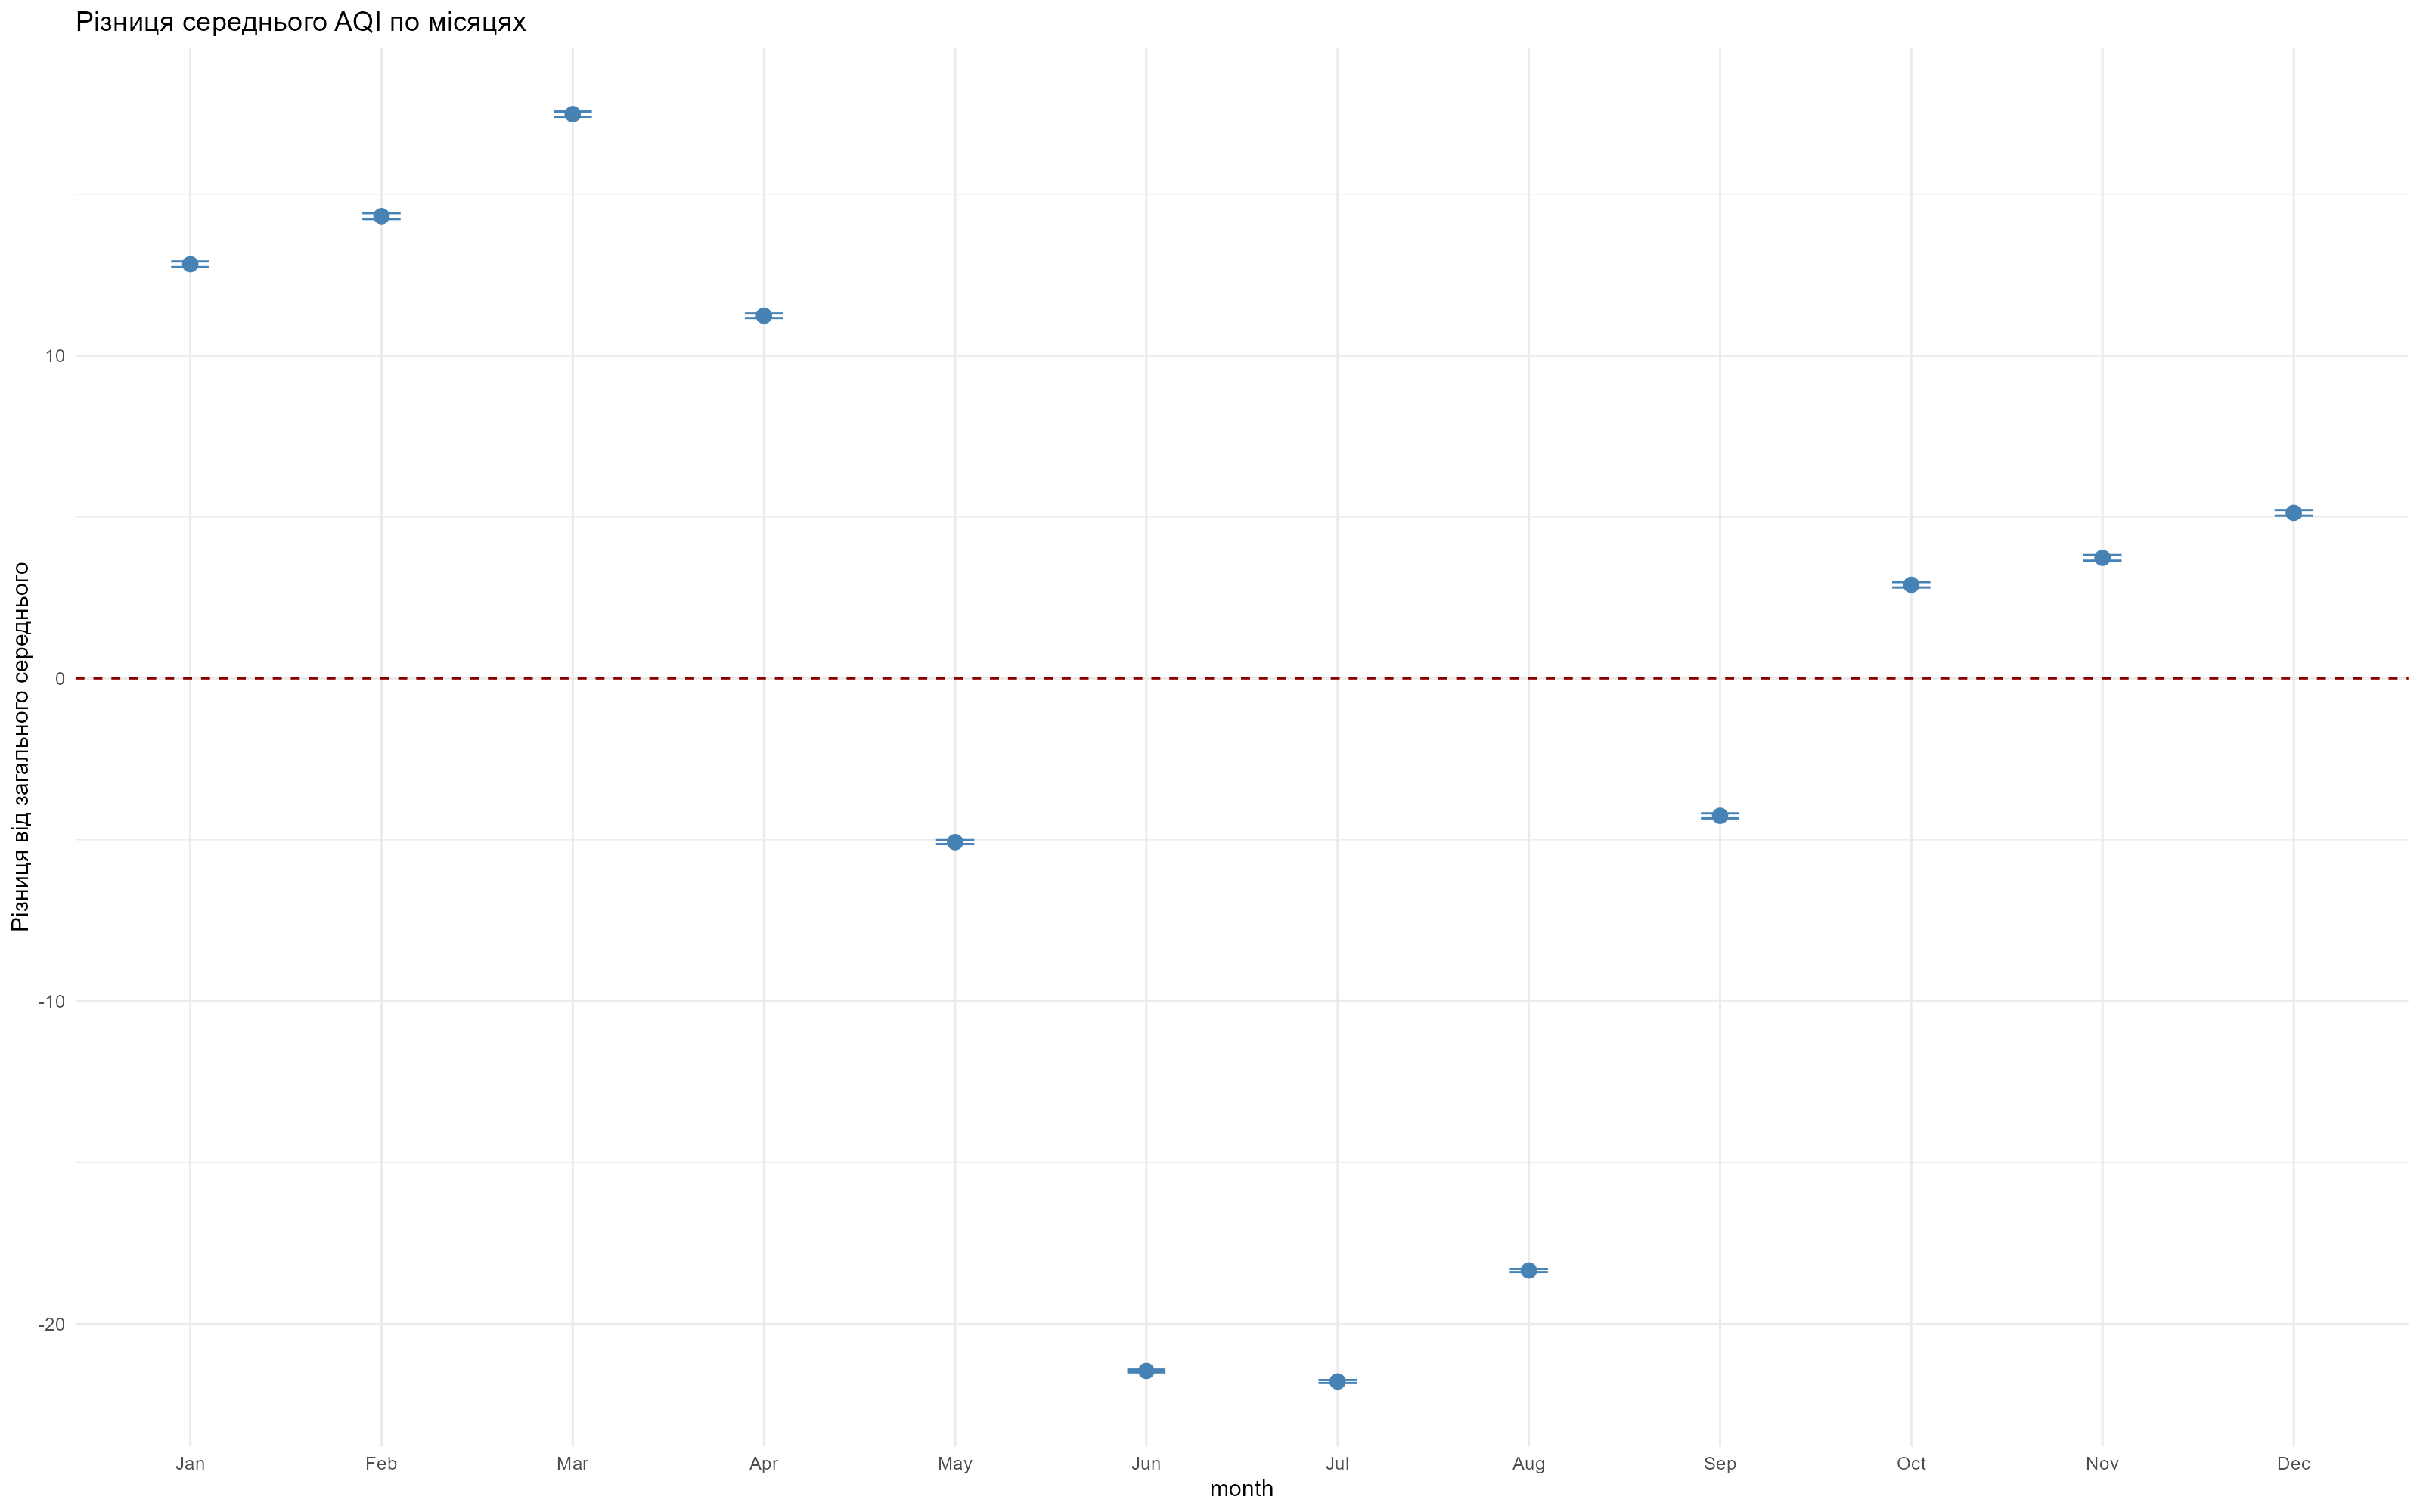 Різниця середнього AQI по місяцях
Різниця від загального середнього
10
0
-10
-20
Jan Feb Mar Apr May Jun Jul Aug Sep Oct Nov Dec
month